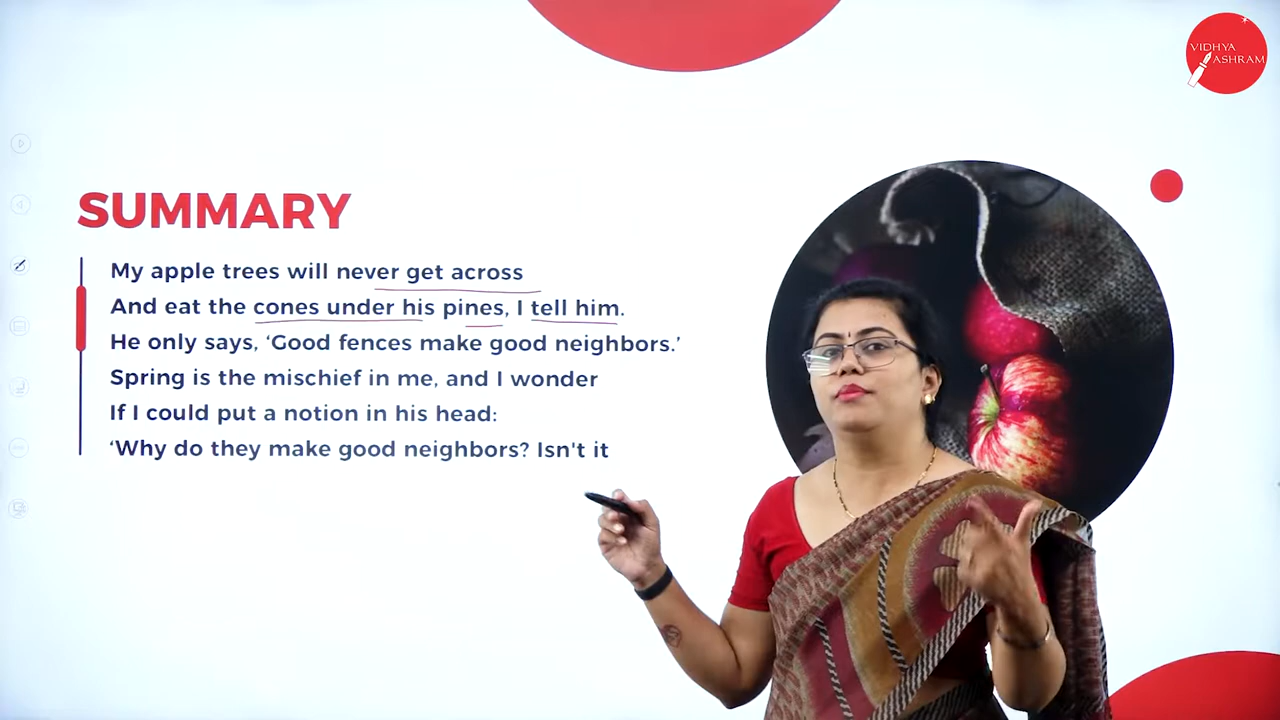 VIDHYA
ASHRAM
SUMMARY
My apple trees will never get across
And eat the cones under his pines, I tell him.
He only says, ‘Good fences make good neighbors.’
Spring is the mischief in me, and I wonder
If I could put a notion in his head:
‘Why do they make good neighbors? Isn't it